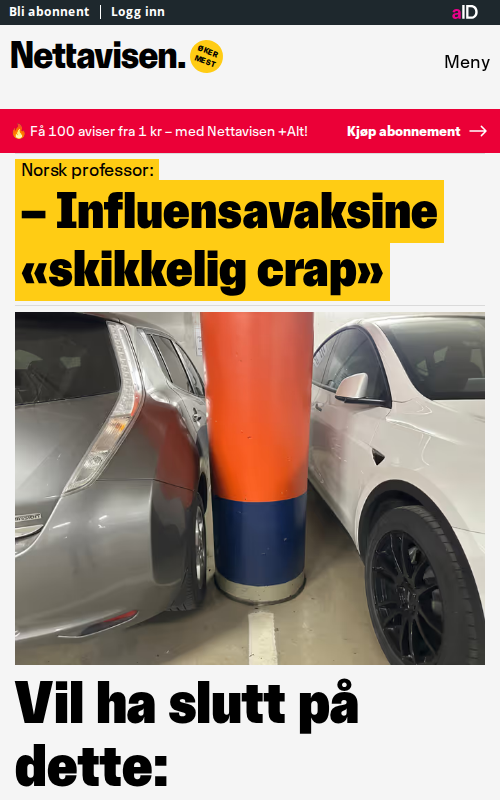 Bli abonnent | Logg inn
aID
Nettavisen.
ØKER
MEST
Meny
🔥 Få 100 aviser fra 1 kr – med Nettavisen +Alt!
Kjøp abonnement →
Norsk professor:
– Influensavaksine
«skikkelig crap»
Vil ha slutt på
dette: